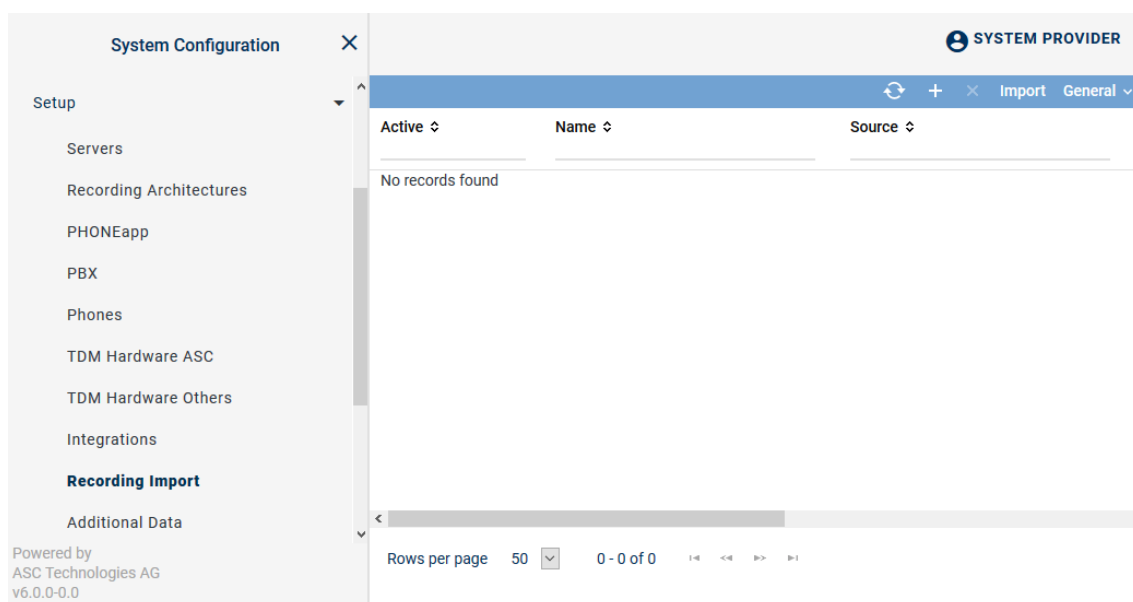 System Configuration
SYSTEM PROVIDER
Setup
Import General
Active Name Source
Servers
No records found
Recording Architectures
PHONEapp
PBX
Phones
TDM Hardware ASC
TDM Hardware Others
Integrations
Recording Import
Additional Data
Rows per page 50 0 - 0 of 0
Powered by
ASC Technologies AG
v6.0.0-0.0